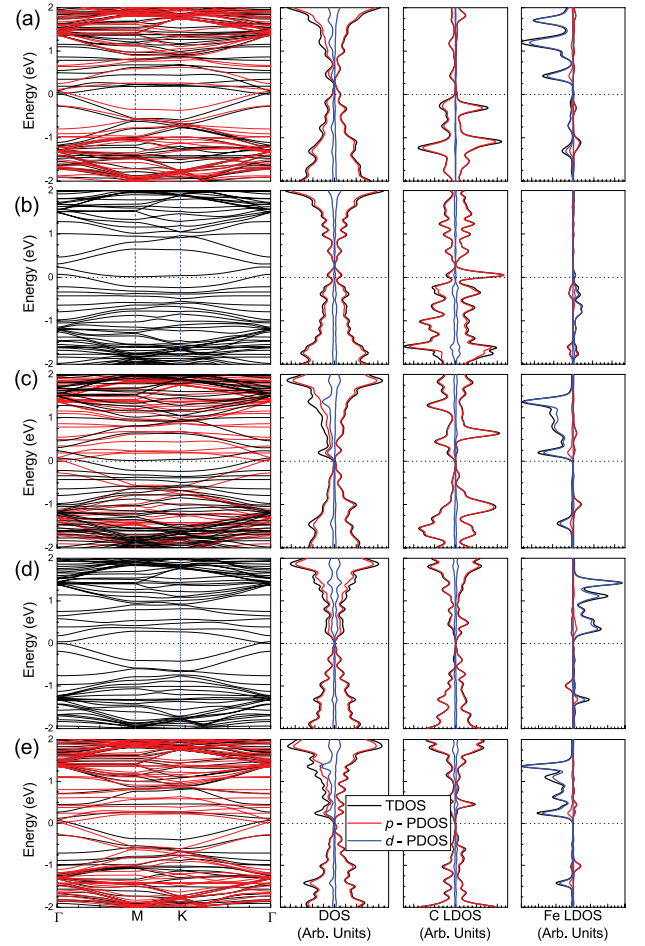 (a)
2
1
0
-1
-2
Energy (eV)
(b)
2
1
0
-1
-2
Energy (eV)
(c)
2
1
0
-1
-2
Energy (eV)
(d)
2
1
0
-1
-2
Energy (eV)
(e)
2
1
0
-1
-2
Energy (eV)
TDOS
p - PDOS
d - PDOS
Γ M K Γ
DOS
(Arb. Units)
C LDOS
(Arb. Units)
Fe LDOS
(Arb. Units)